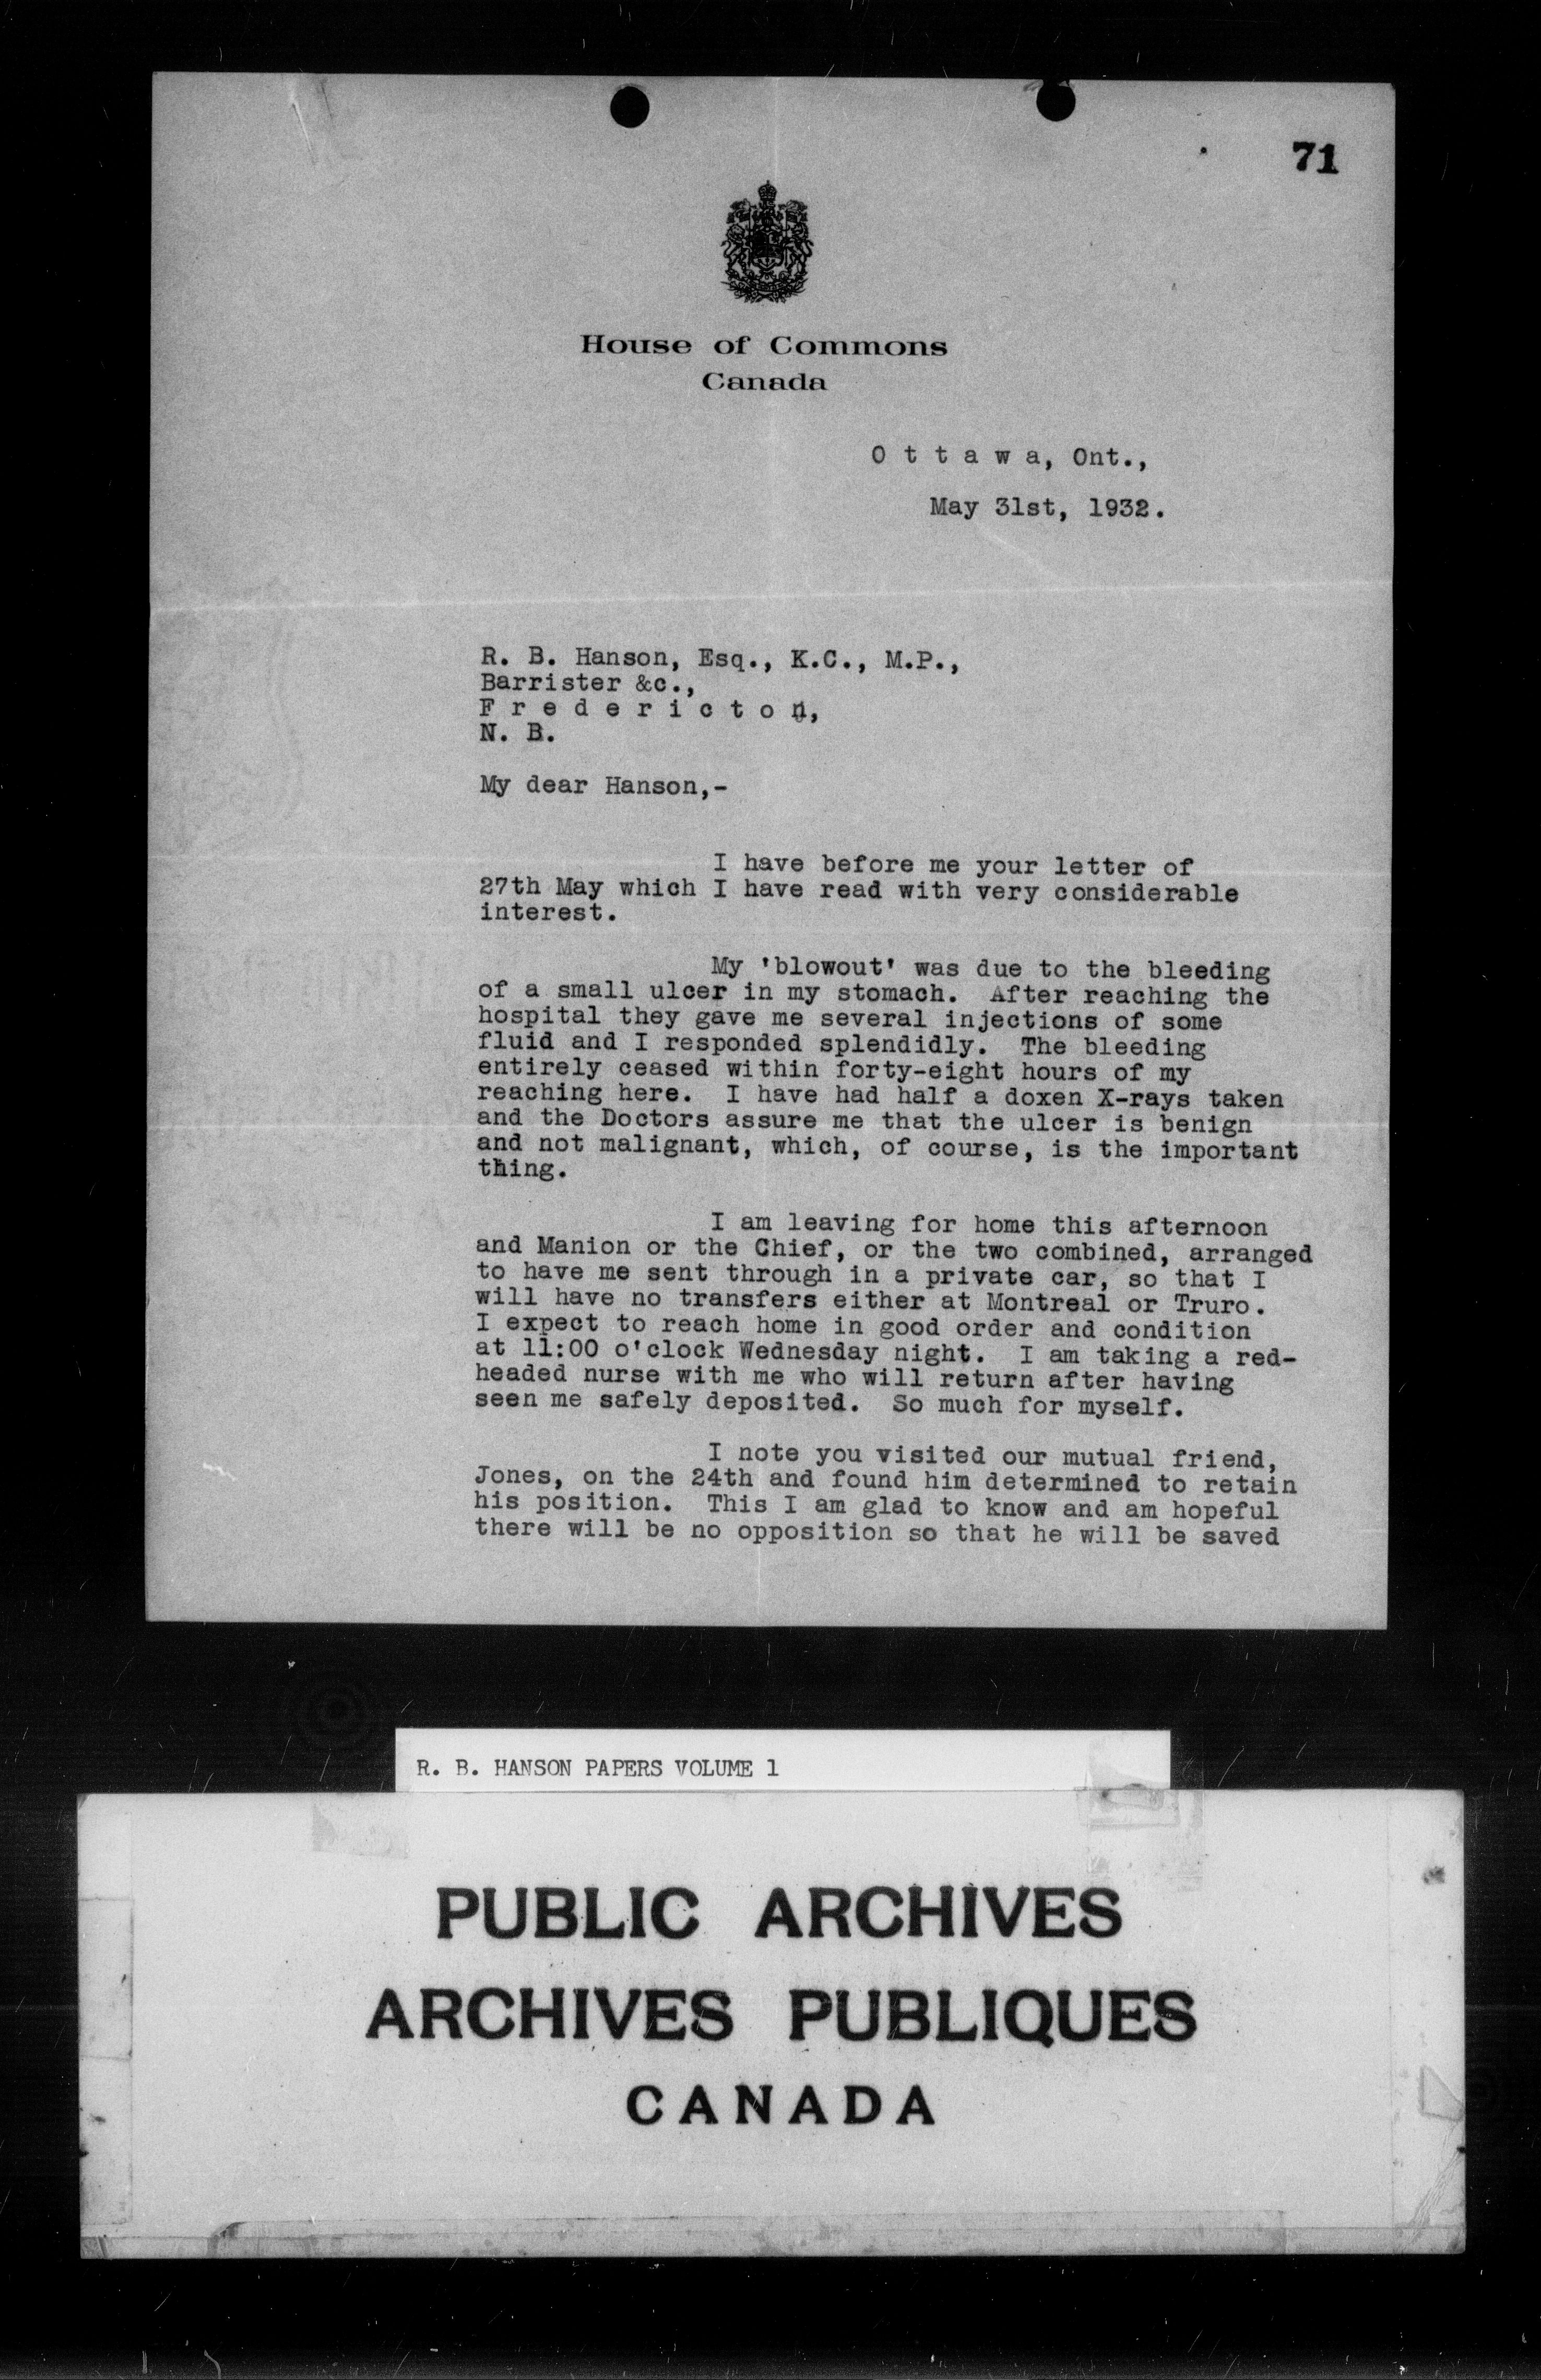 71
House of Commons
Canada
O t t a w a, Ont.,
May 31st, 1932.
R. B. Hanson, Esq., K.C., M.P.,
Barrister &c.,
F r e d e r i c t o n,
N. B.
My dear Hanson,-
I have before me your letter of
27th May which I have read with very considerable
interest.
My 'blowout' was due to the bleeding
of a small ulcer in my stomach. After reaching the
hospital they gave me several injections of some
fluid and I responded splendidly. The bleeding
entirely ceased within forty-eight hours of my
reaching here. I have had half a doxen X-rays taken
and the Doctors assure me that the ulcer is benign
and not malignant, which, of course, is the important
thing.
I am leaving for home this afternoon
and Manion or the Chief, or the two combined, arranged
to have me sent through in a private car, so that I
will have no transfers either at Montreal or Truro.
I expect to reach home in good order and condition
at 11:00 o'clock Wednesday night. I am taking a red-
headed nurse with me who will return after having
seen me safely deposited. So much for myself.
I note you visited our mutual friend,
Jones, on the 24th and found him determined to retain
his position. This I am glad to know and am hopeful
there will be no opposition so that he will be saved
R. B. HANSON PAPERS VOLUME 1
PUBLIC ARCHIVES
ARCHIVES PUBLIQUES
CANADA